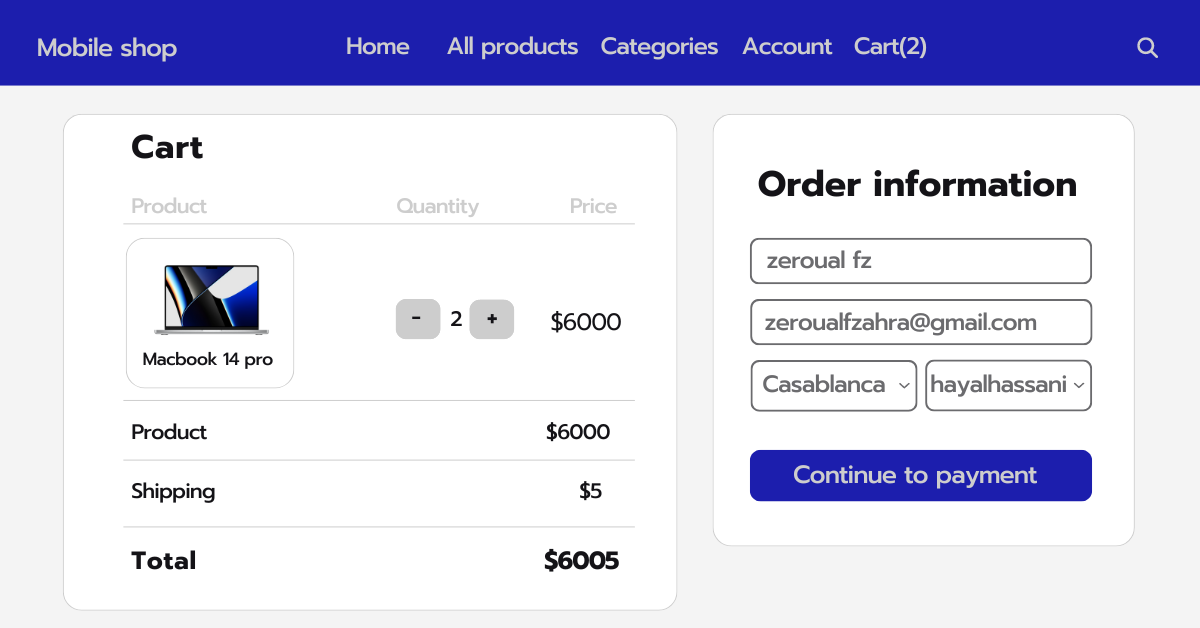 Mobile shop Home All products Categories Account Cart(2)
Cart
Product Quantity Price
- 2 + $6000
Macbook 14 pro
Product $6000
Shipping $5
Total $6005
Order information
zeroual fz
zeroualfzahra@gmail.com
Casablanca hayalhassani
Continue to payment